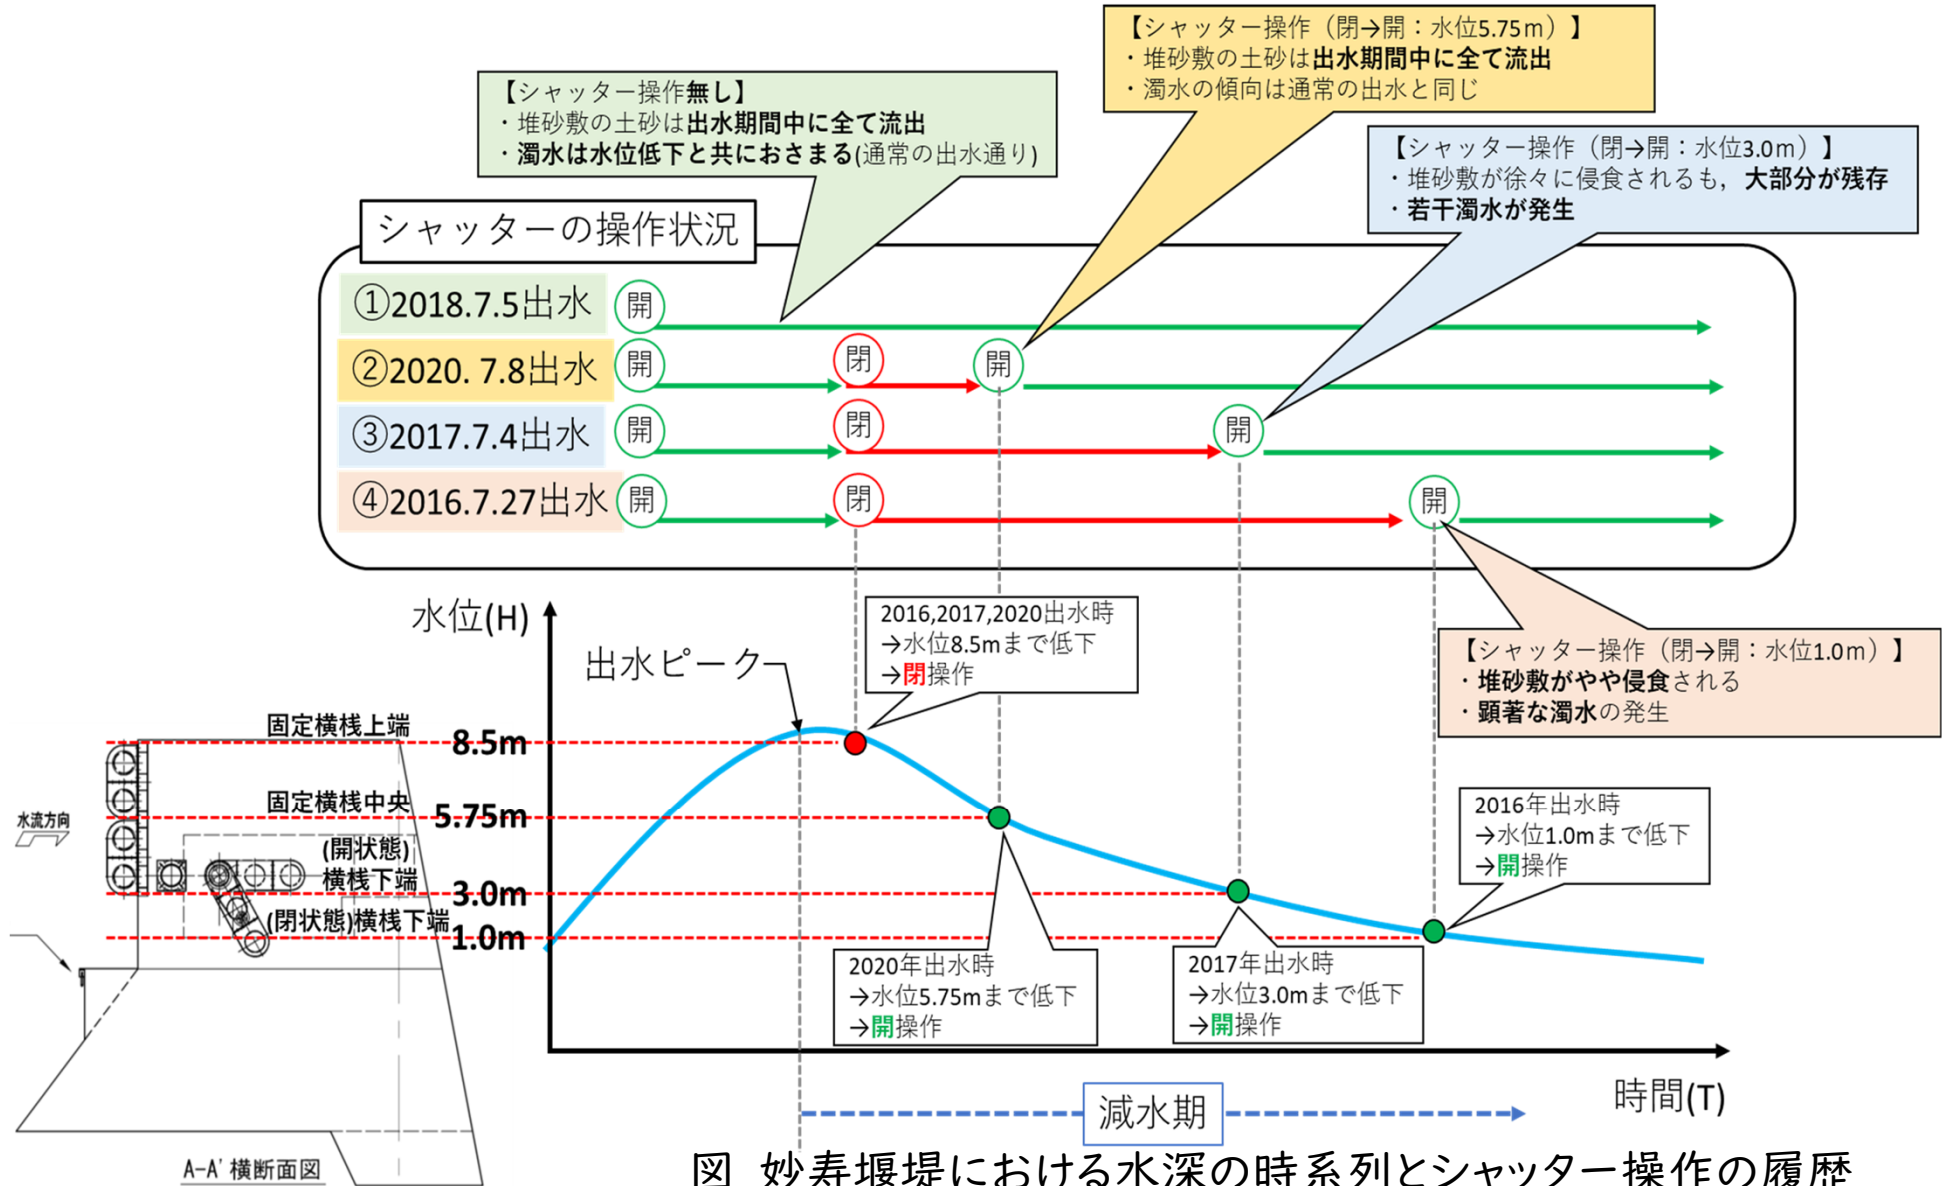 【シャッター操作（閉→開：水位5.75ｍ）】
・堆砂敷の土砂は出水期間中に全て流出
・濁水の傾向は通常の出水と同じ
【シャッター操作無し】
・堆砂敷の土砂は出水期間中に全て流出
・濁水は水位低下と共におさまる(通常の出水通り)
【シャッター操作（閉→開：水位3.0ｍ）】
・堆砂敷が徐々に侵食されるも，大部分が残存
・若干濁水が発生
シャッターの操作状況
①2018.7.5出水 開
②2020. 7.8出水 開 閉 開
③2017.7.4出水 開 閉 開
④2016.7.27出水 開 閉 開
水位(H)
出水ピーク
2016,2017,2020出水時
→水位8.5mまで低下
→閉操作
【シャッター操作（閉→開：水位1.0ｍ）】
・堆砂敷がやや侵食される
・顕著な濁水の発生
固定横桟上端
8.5m
固定横桟中央
5.75m
水流方向
(開状態)
横桟下端
3.0m
(閉状態)横桟下端
1.0m
2016年出水時
→水位1.0mまで低下
→開操作
2020年出水時
→水位5.75mまで低下
→開操作
2017年出水時
→水位3.0mまで低下
→開操作
時間(T)
減水期
A-A' 横断面図
図 妙寿堰堤における水深の時系列とシャッター操作の履歴